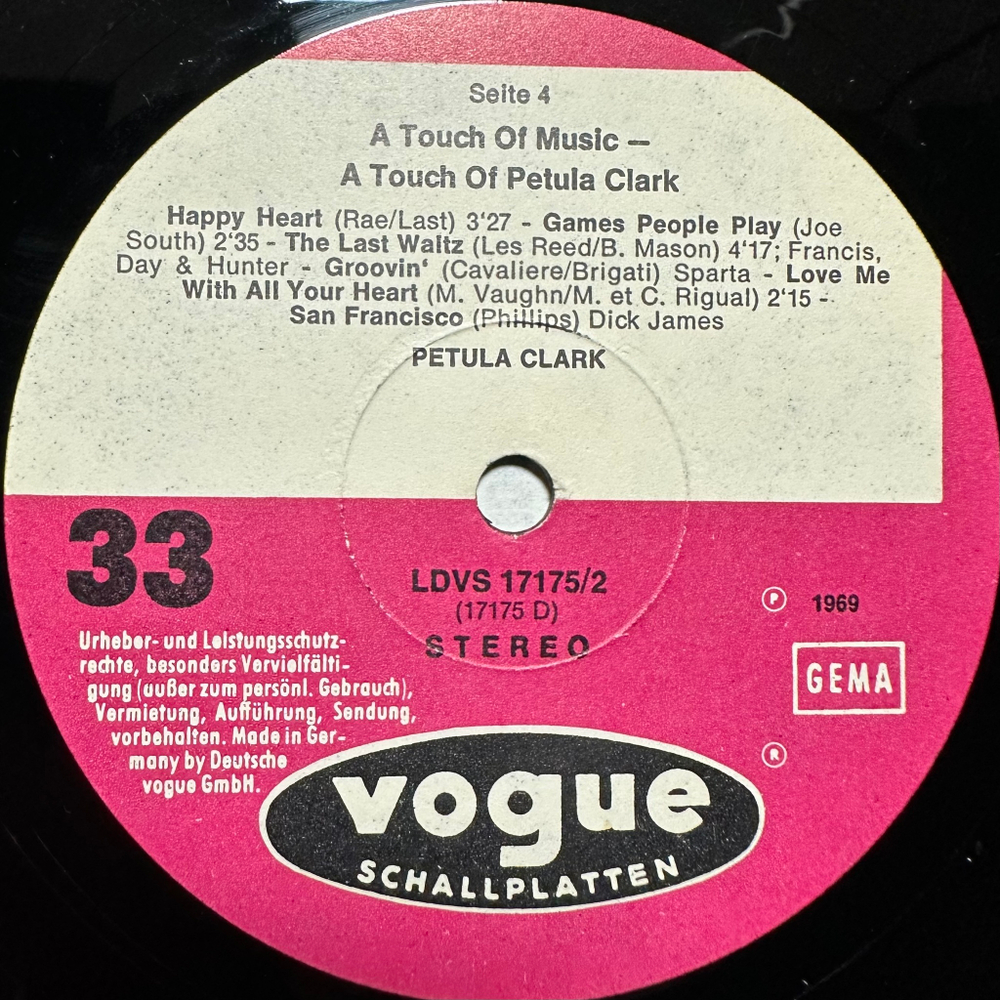 Seite 4
A Touch Of Music —
A Touch Of Petula Clark
Happy Heart (Rae/Last) 3‘27 - Games People Play (Joe
South) 2‘35 - The Last Waltz (Les Reed/B. Mason) 4‘17; Francis,
Day & Hunter - Groovin‘ (Cavaliere/Brigati) Sparta - Love Me
With All Your Heart (M. Vaughn/M. et C. Rigual) 2‘15 -
San Francisco (Phillips) Dick James
PETULA CLARK
33
LDVS 17175/2
(17175 D)
STEREO
Ⓟ 1969
GEMA
Urheber- und Leistungsschutz-
rechte, besonders Vervielfälti-
gung (außer zum persönl. Gebrauch),
Vermietung, Aufführung, Sendung,
vorbehalten. Made in Ger-
many by Deutsche
vogue GmbH.
®
vogue
SCHALLPLATTEN